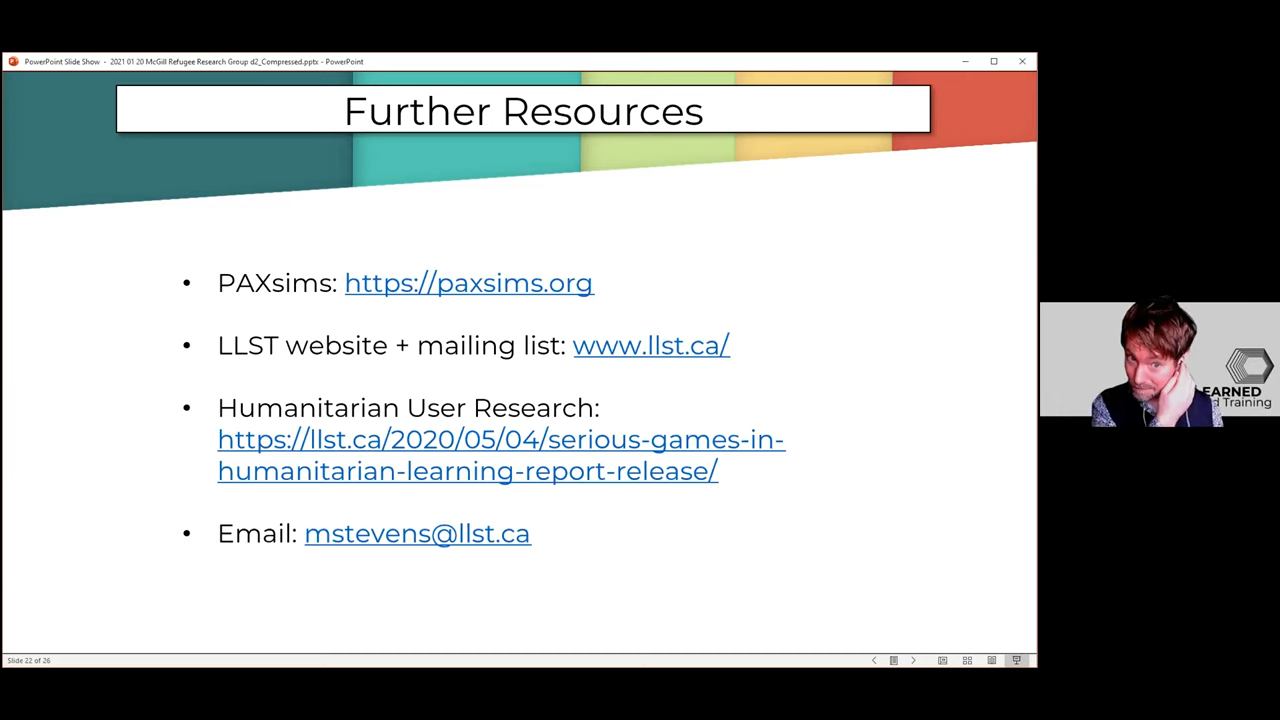 PowerPoint Slide Show - 2021 01 20 McGill Refugee Research Group d2_Compressed.pptx - PowerPoint
Further Resources
• PAXsims: https://paxsims.org
• LLST website + mailing list: www.llst.ca/
• Humanitarian User Research:
https://llst.ca/2020/05/04/serious-games-in-
humanitarian-learning-report-release/
• Email: mstevens@llst.ca
EARNED
d Training
Slide 22 of 26